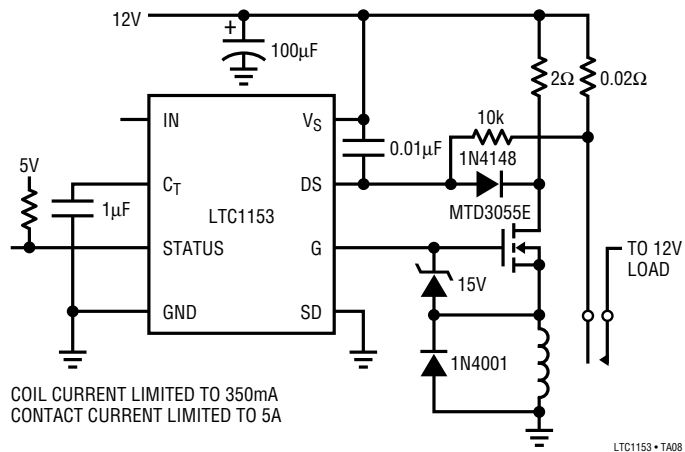 12V
+
100µF
2Ω
0.02Ω
10k
IN
VS
0.01µF
1N4148
5V
CT
1µF
DS
MTD3055E
LTC1153
STATUS
G
TO 12V
LOAD
15V
GND
SD
1N4001
COIL CURRENT LIMITED TO 350mA
CONTACT CURRENT LIMITED TO 5A
LTC1153 • TA08